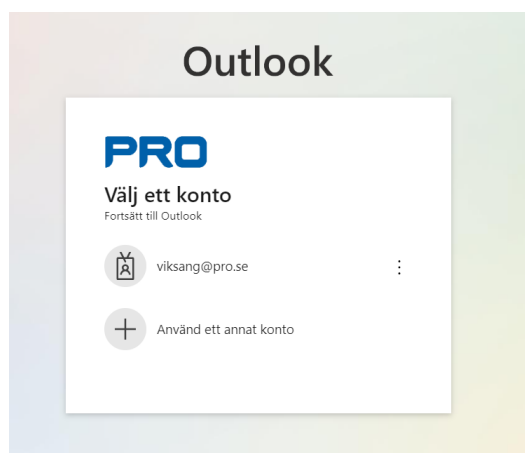 Outlook
PRO
Välj ett konto
Fortsätt till Outlook
viksang@pro.se
Använd ett annat konto